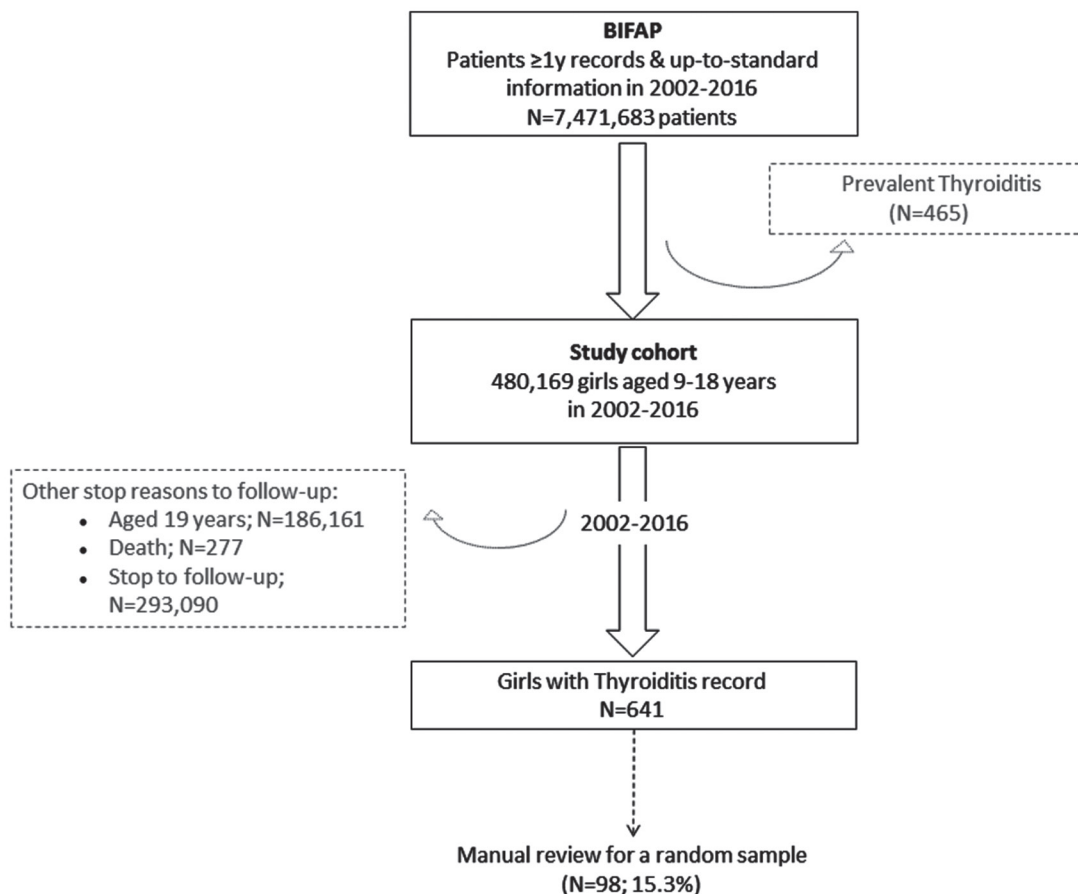 BIFAP
Patients ≥1y records & up-to-standard
information in 2002-2016
N=7,471,683 patients
Prevalent Thyroiditis
(N=465)
Study cohort
480,169 girls aged 9-18 years
in 2002-2016
Other stop reasons to follow-up:
• Aged 19 years; N=186,161
• Death; N=277
• Stop to follow-up;
N=293,090
2002-2016
Girls with Thyroiditis record
N=641
Manual review for a random sample
(N=98; 15.3%)